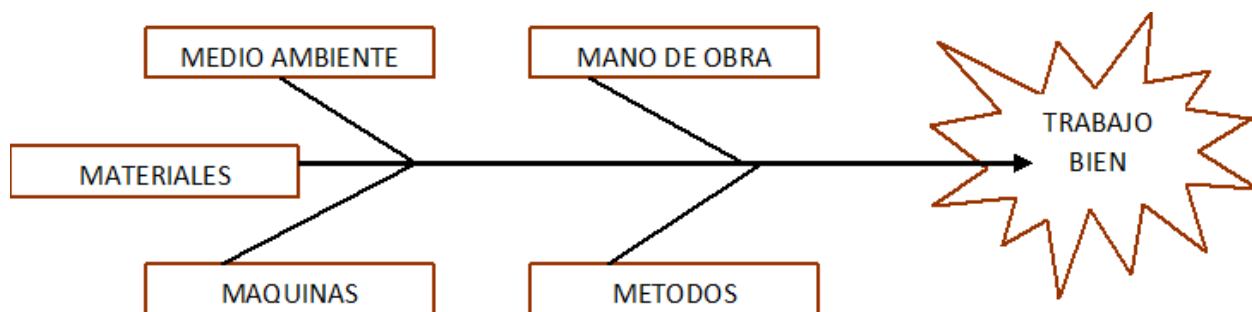 MEDIO AMBIENTE
MANO DE OBRA
TRABAJO
BIEN
MATERIALES
MAQUINAS
METODOS